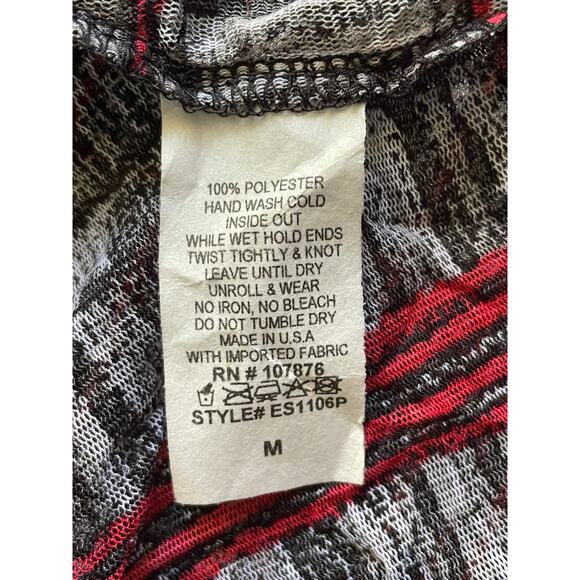 100% POLYESTER
HAND WASH COLD
INSIDE OUT
WHILE WET HOLD ENDS
TWIST TIGHTLY & KNOT
LEAVE UNTIL DRY
UNROLL & WEAR
NO IRON, NO BLEACH
DO NOT TUMBLE DRY
MADE IN U.S.A
WITH IMPORTED FABRIC
RN # 107876
STYLE# ES1106P
M